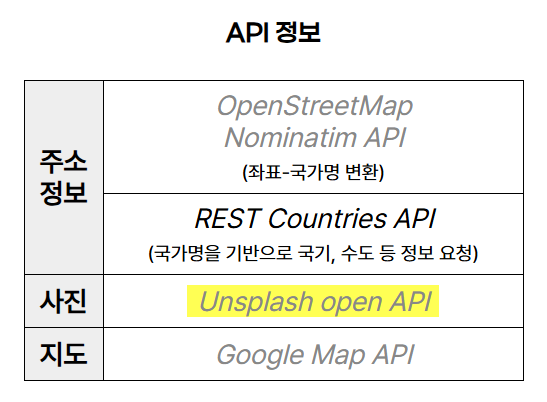 API 정보
주소
정보
OpenStreetMap
Nominatim API
(좌표-국가명 변환)
REST Countries API
(국가명을 기반으로 국기, 수도 등 정보 요청)
사진
Unsplash open API
지도
Google Map API